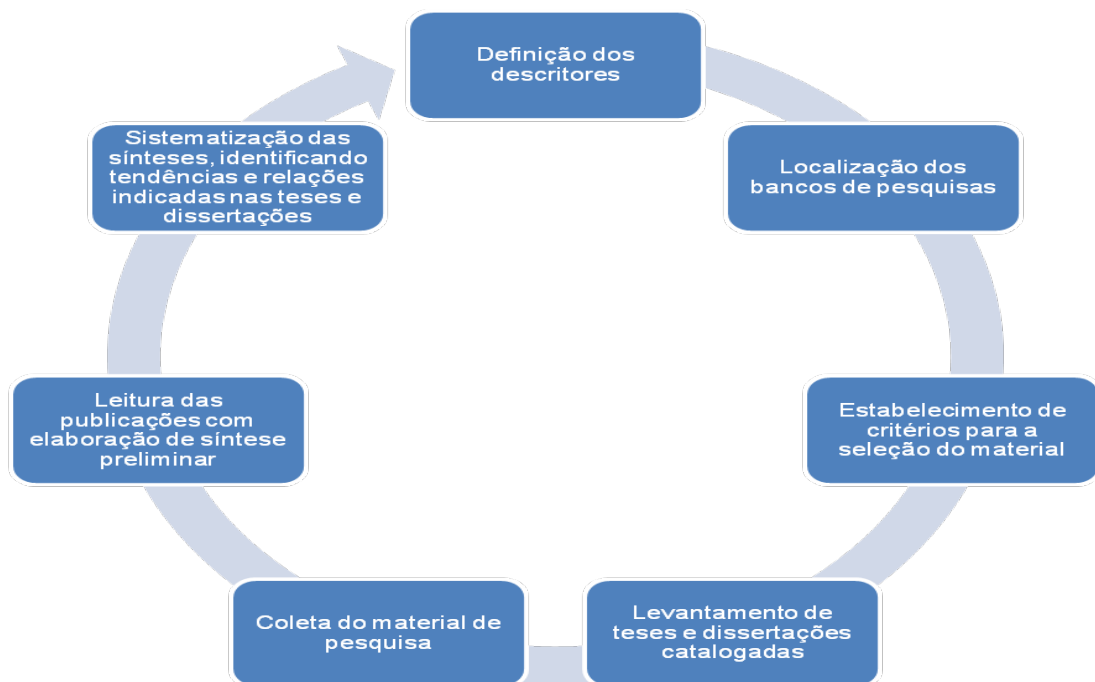 Definição dos
descritores
Localização dos
bancos de pesquisas
Estabelecimento de
critérios para a
seleção do material
Levantamento de
teses e dissertações
catalogadas
Coleta do material de
pesquisa
Leitura das
publicações com
elaboração de síntese
preliminar
Sistematização das
sínteses, identificando
tendências e relações
indicadas nas teses e
dissertações